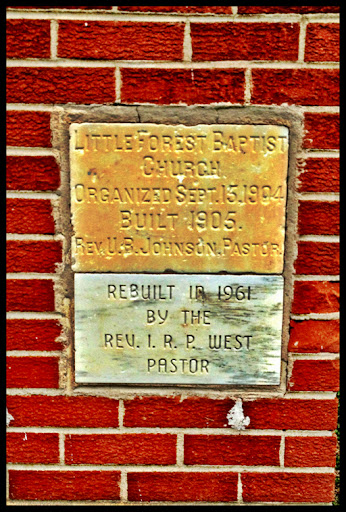 Little Forest Baptist
Church.
Organized Sept. 15, 1904
Built 1905.
Rev. U. B. Johnson, Pastor.
REBUILT IN 1961
BY THE
REV. I. R. P. WEST
PASTOR